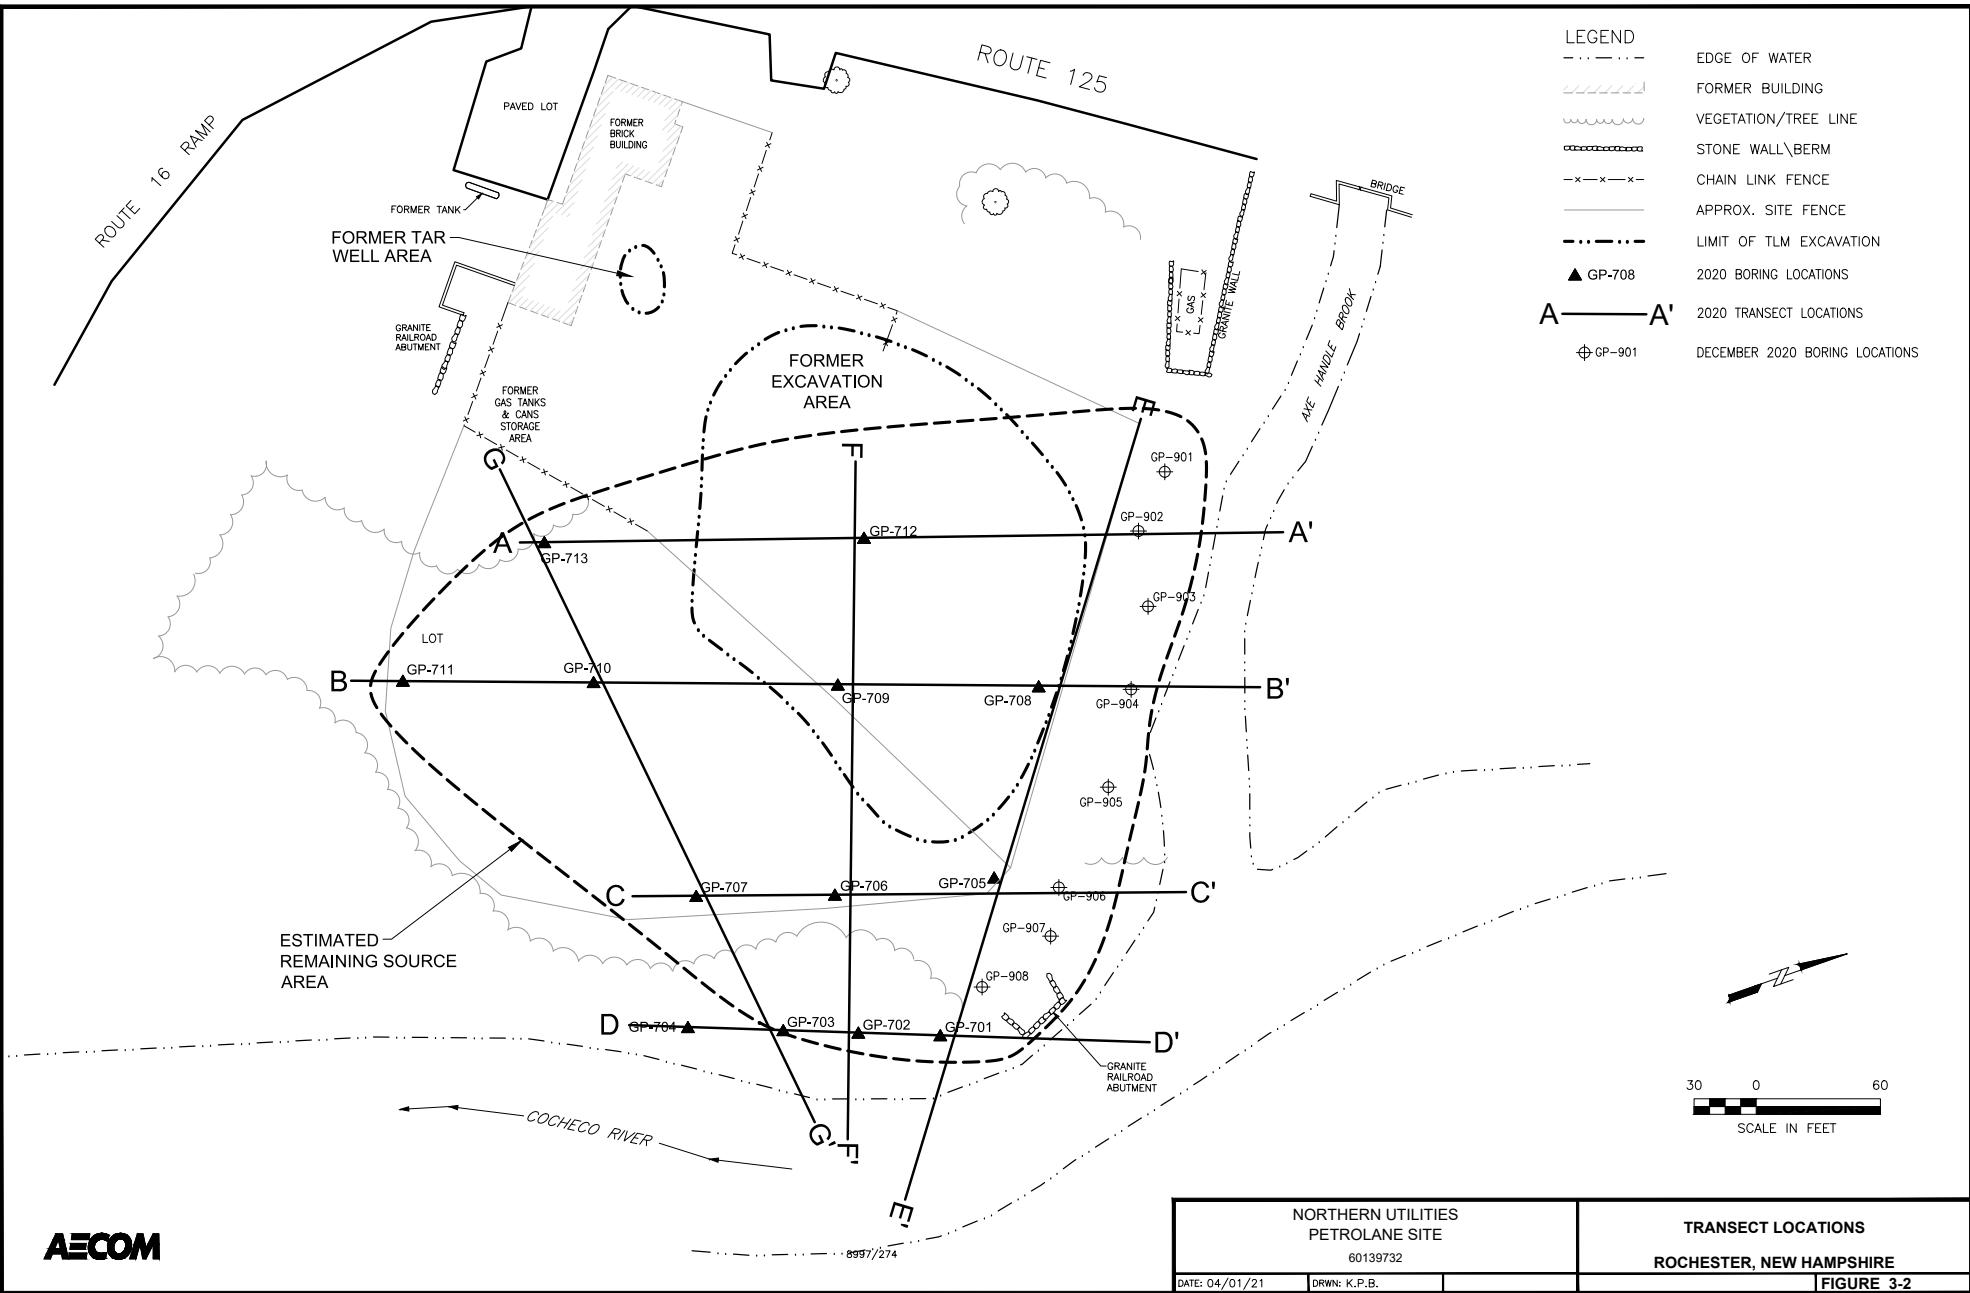 ROUTE 125
ROUTE 16 RAMP
PAVED LOT
FORMER
BRICK
BUILDING
FORMER TANK
FORMER TAR
WELL AREA
GRANITE
RAILROAD
ABUTMENT
FORMER
GAS TANKS
& CANS
STORAGE
AREA
FORMER
EXCAVATION
AREA
GAS
GRANITE WALL
BRIDGE
AXE HANDLE BROOK
LEGEND
EDGE OF WATER
FORMER BUILDING
VEGETATION/TREE LINE
STONE WALL\BERM
CHAIN LINK FENCE
APPROX. SITE FENCE
LIMIT OF TLM EXCAVATION
GP-708 2020 BORING LOCATIONS
A A' 2020 TRANSECT LOCATIONS
GP-901 DECEMBER 2020 BORING LOCATIONS
G
F
E
GP-901
GP-902
A
GP-713
GP-712
A'
GP-903
LOT
B
GP-711
GP-710
GP-709
GP-708
GP-904
B'
GP-905
C
GP-707
GP-706
GP-705
GP-906
C'
GP-907
GP-908
ESTIMATED
REMAINING SOURCE
AREA
D
GP-704
GP-703
GP-702
GP-701
D'
GRANITE
RAILROAD
ABUTMENT
COCHECO RIVER
G'
F'
E'
30 0 60
SCALE IN FEET
AECOM
8997/274
NORTHERN UTILITIES
PETROLANE SITE
60139732
DATE: 04/01/21
DRWN: K.P.B.
TRANSECT LOCATIONS
ROCHESTER, NEW HAMPSHIRE
FIGURE 3-2